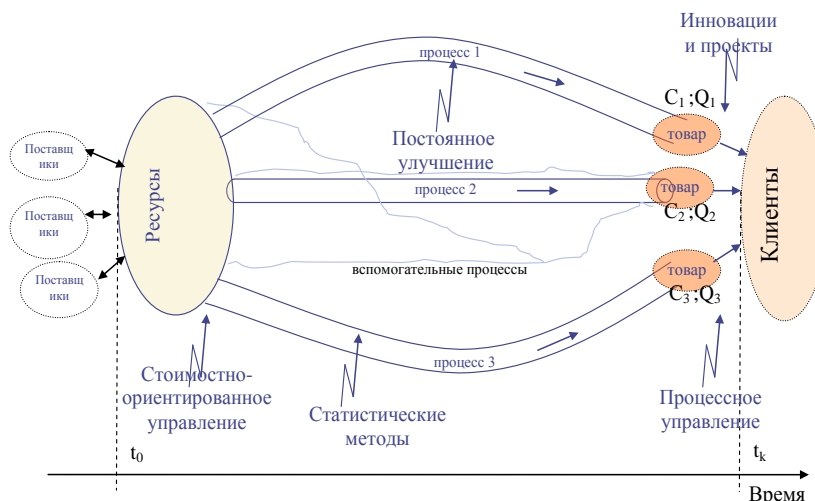 Инновации
и проекты
процесс 1
C₁;Q₁
товар
Постоянное
улучшение
Поставщ
ики
Поставщ
ики
Поставщ
ики
Ресурсы
процесс 2
товар
C₂;Q₂
Клиенты
вспомогательные процессы
товар
C₃;Q₃
процесс 3
Стоимостно-
ориентированное
управление
Статистические
методы
Процессное
управление
t₀
tₖ
Время